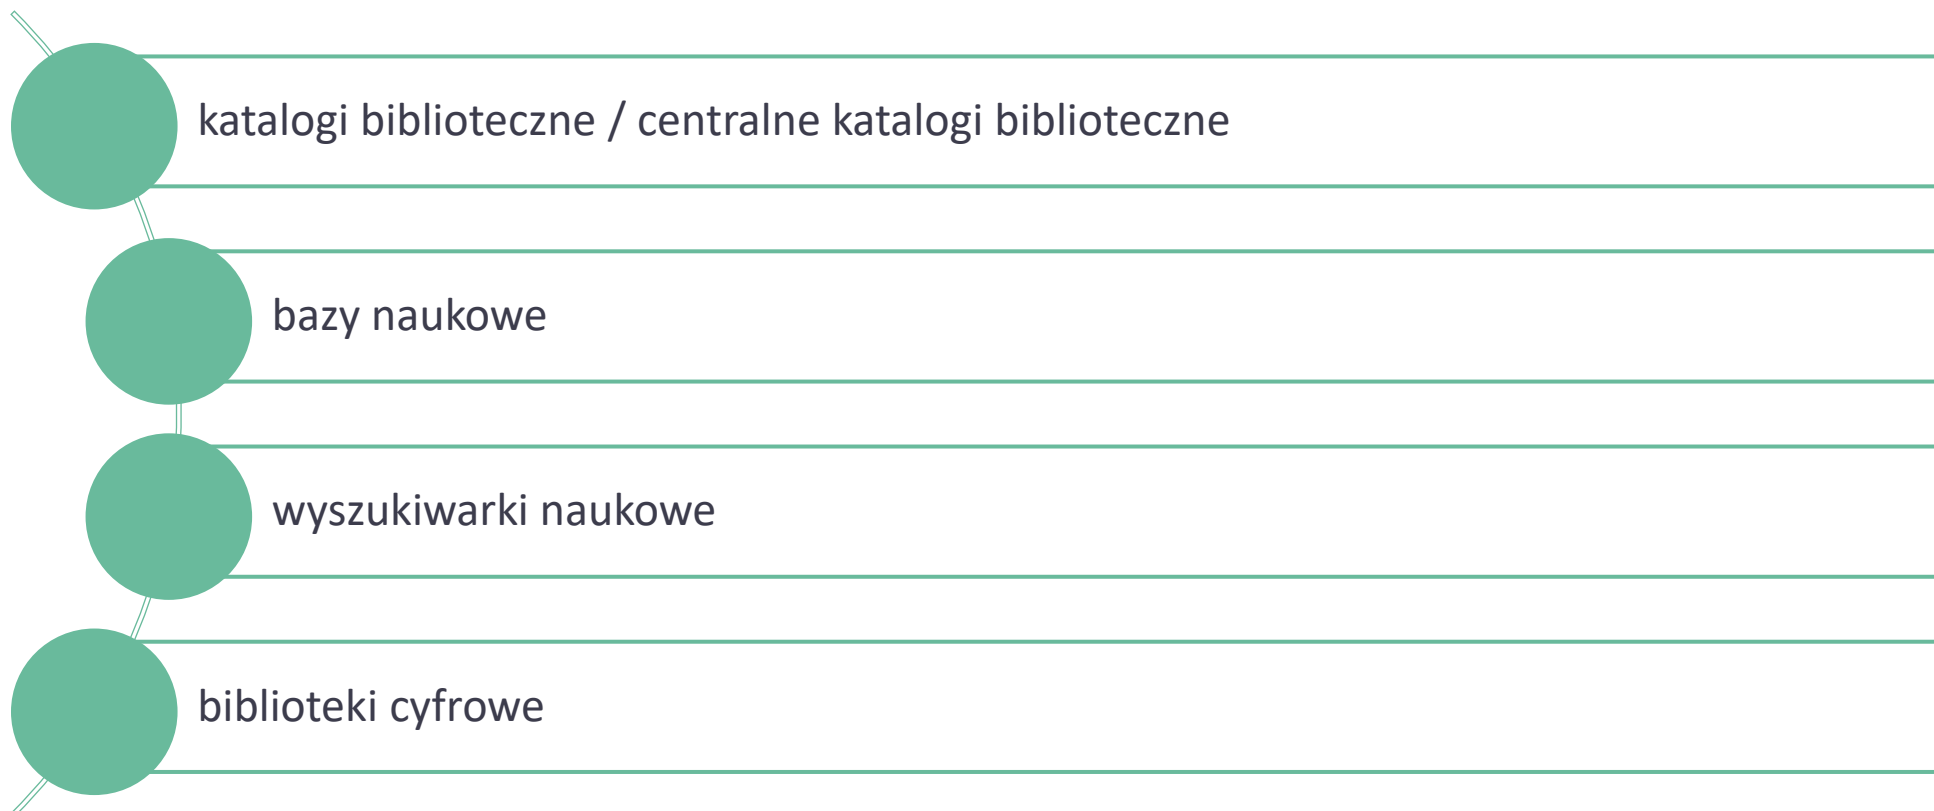 katalogi biblioteczne / centralne katalogi biblioteczne
bazy naukowe
wyszukiwarki naukowe
biblioteki cyfrowe